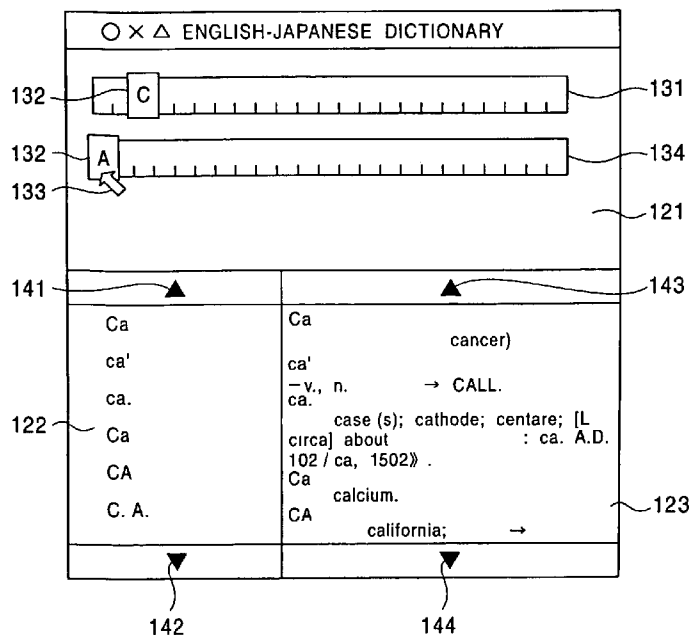 ○ × △ ENGLISH-JAPANESE DICTIONARY
132
C
131
132
A
134
133
121
141
143
Ca
ca'
ca.
Ca
CA
C. A.
122
Ca
cancer)
ca'
–v., n. → CALL.
ca.
case (s); cathode; centare; [L
cırca] about : ca. A.D.
102 / ca, 1502》 .
Ca
calcium.
CA
california; →
123
142
144